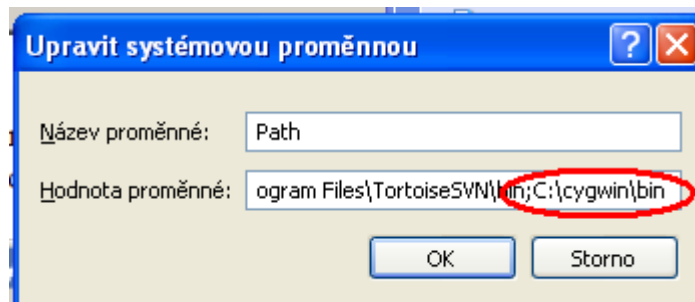 Upravit systémovou proměnnou
Název proměnné: Path
Hodnota proměnné: ogram Files\TortoiseSVN\bin;C:\cygwin\bin
OK Storno